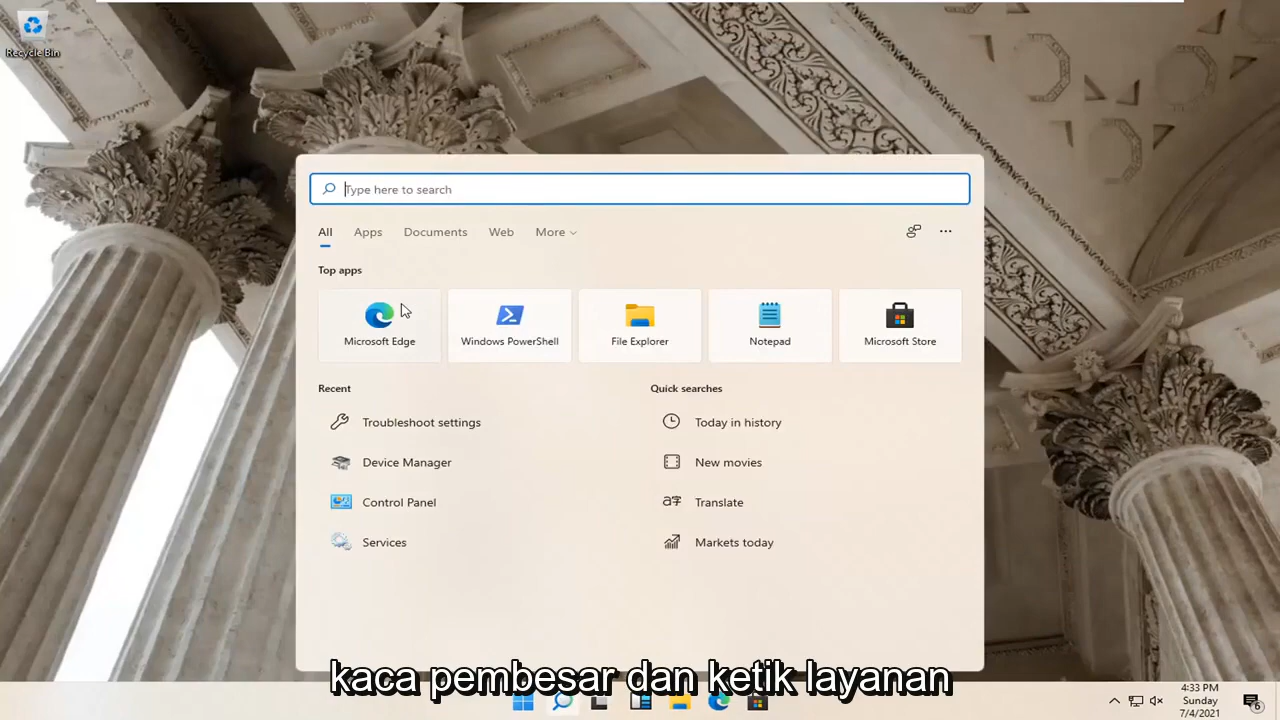 Recycle Bin
Type here to search
All Apps Documents Web More
Top apps
Microsoft Edge Windows PowerShell File Explorer Notepad Microsoft Store
Recent Quick searches
Troubleshoot settings Today in history
Device Manager New movies
Control Panel Translate
Services Markets today
kaca pembesar dan ketik layanan
4:33 PM
Sunday
7/4/2021
6